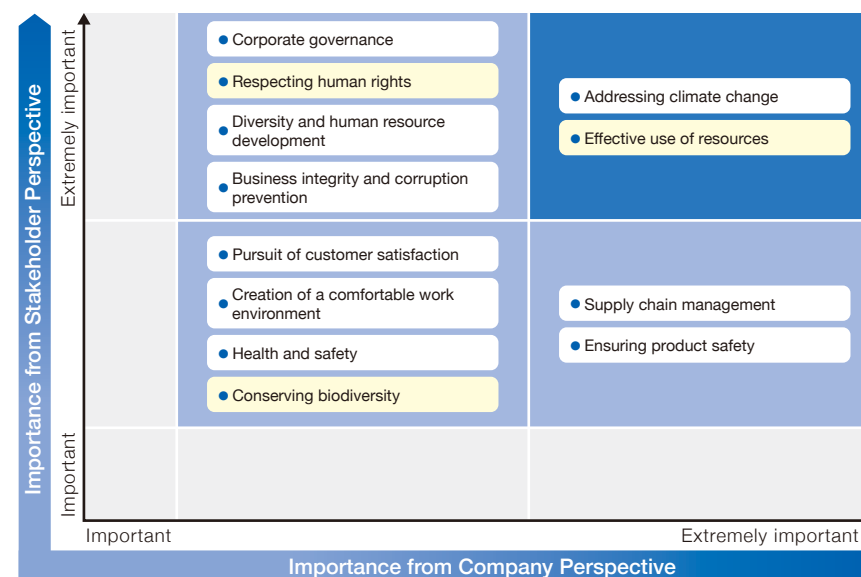 Importance from Stakeholder Perspective
Extremely important
Important
Corporate governance
Respecting human rights
Diversity and human resource
development
Business integrity and corruption
prevention
Addressing climate change
Effective use of resources
Pursuit of customer satisfaction
Creation of a comfortable work
environment
Health and safety
Conserving biodiversity
Supply chain management
Ensuring product safety
Important
Extremely important
Importance from Company Perspective